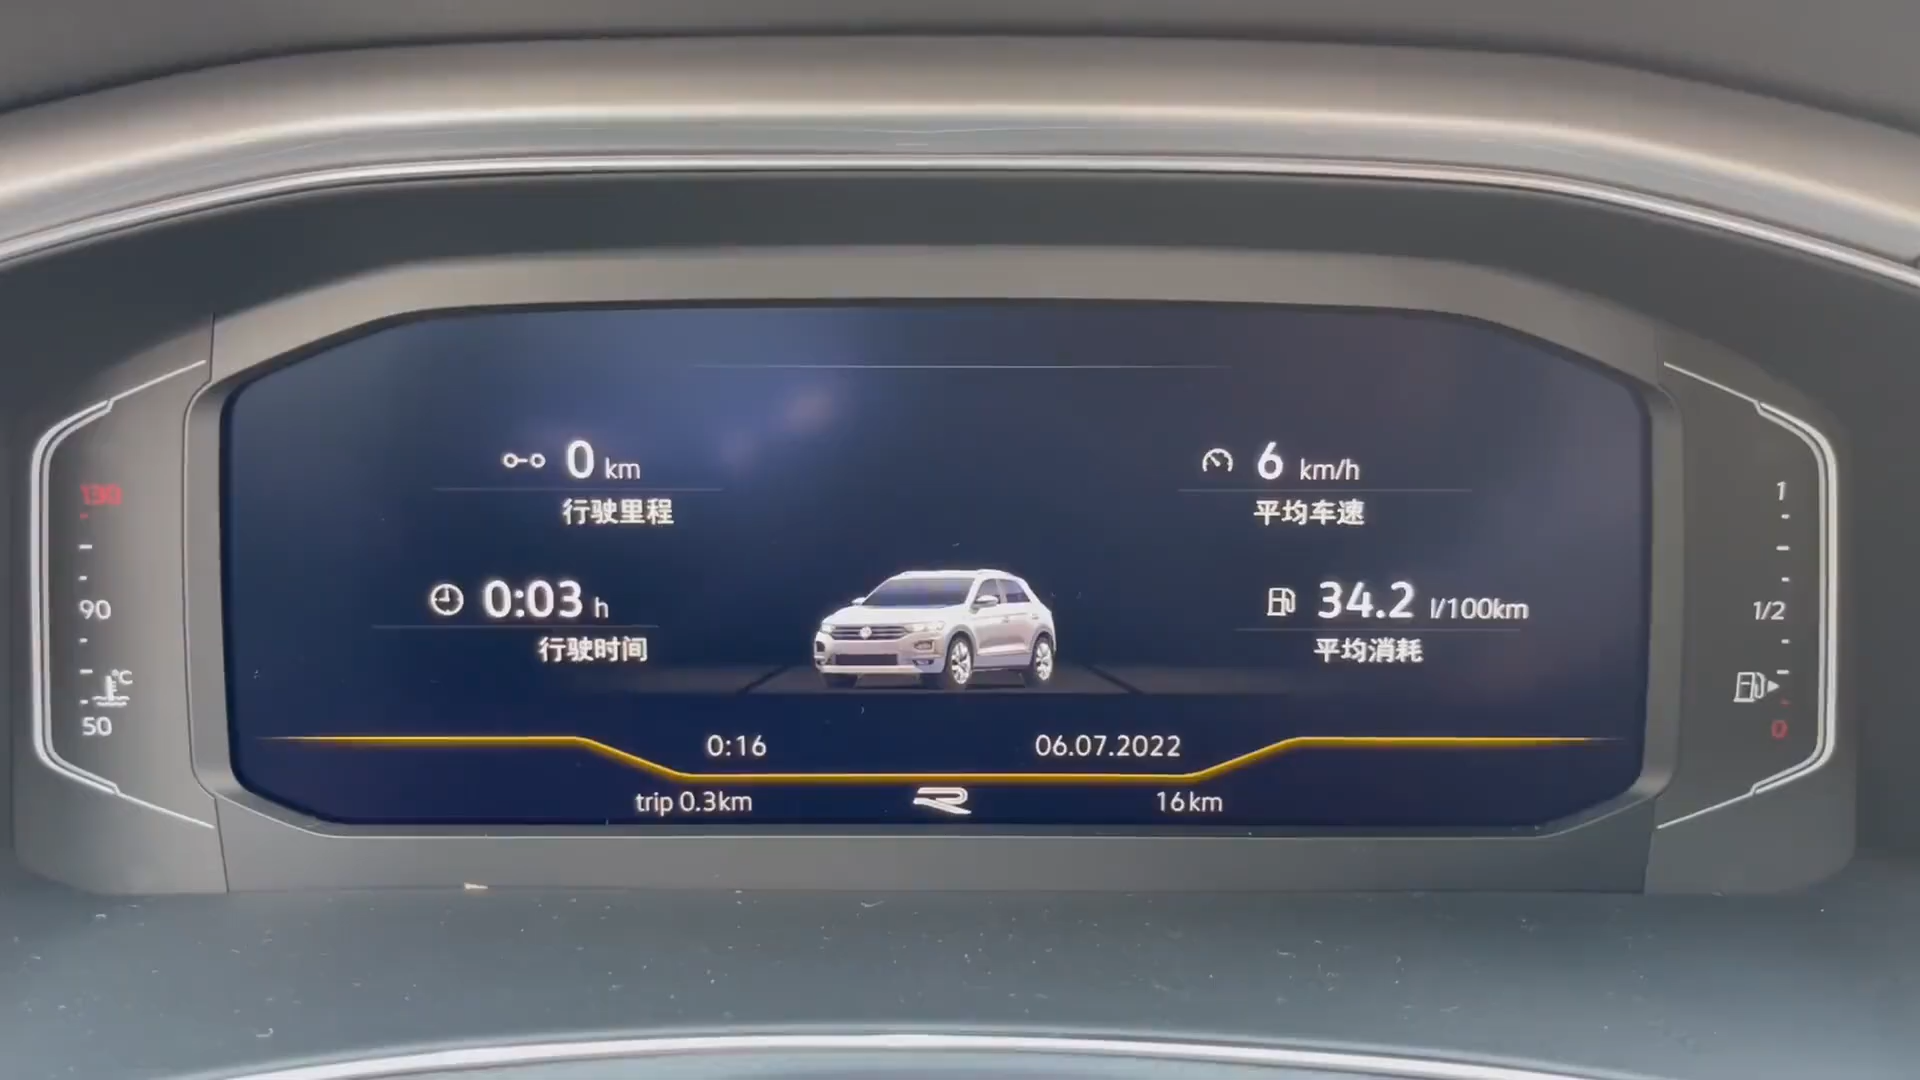 0 km
行驶里程
6 km/h
平均车速
0:03 h
行驶时间
34.2 l/100km
平均消耗
0:16
06.07.2022
trip 0.3km
R
16km
130
90
°C
50
1
1/2
0